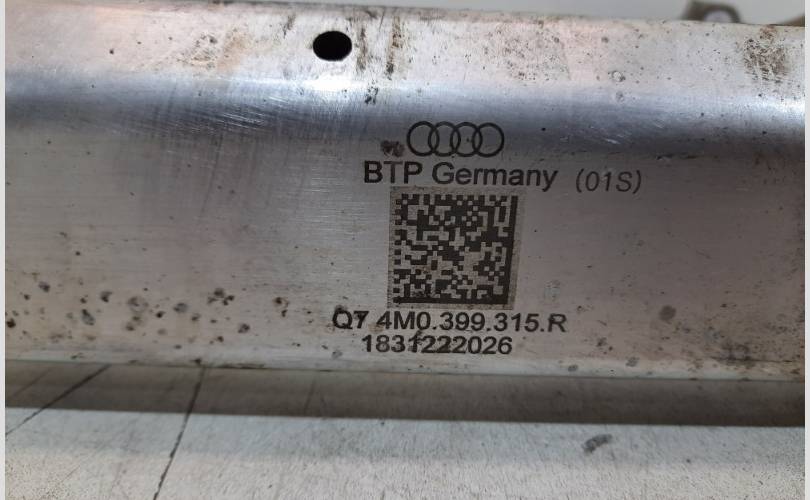 BTP Germany (01S)
Q7 4M0.399.315.R
1831222026